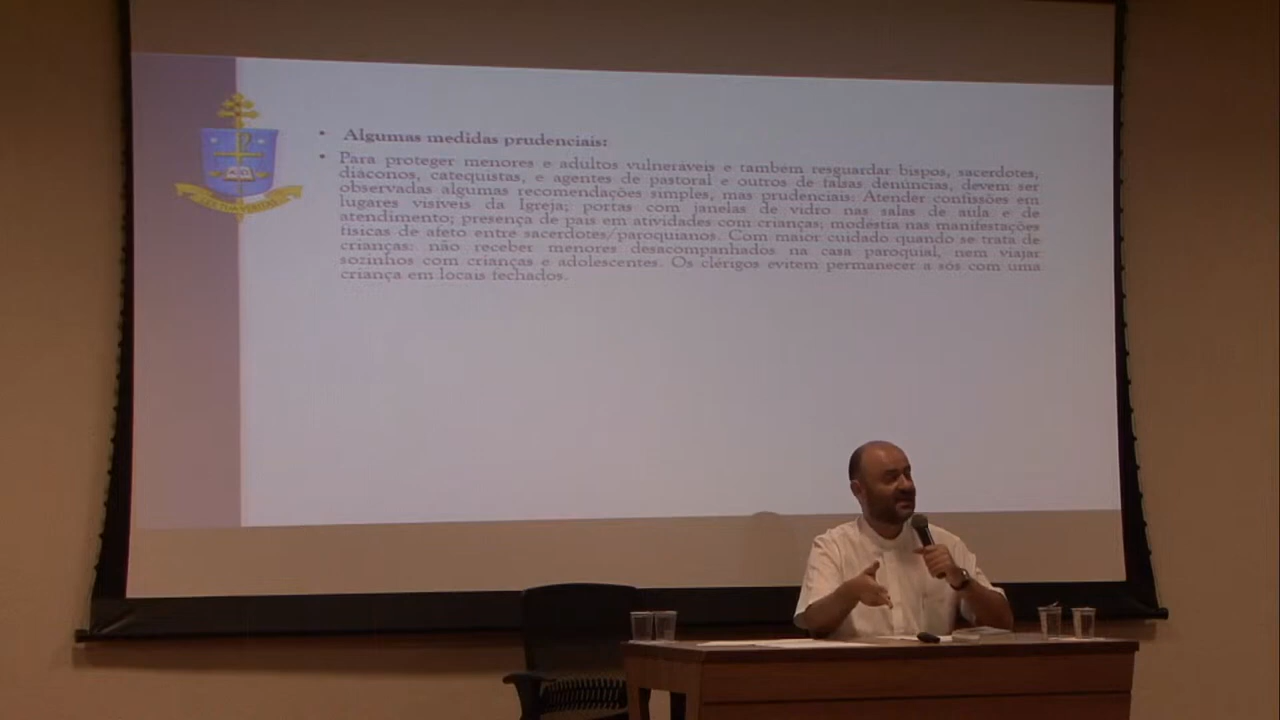 • Algumas medidas prudenciais:
• Para proteger menores e adultos vulneráveis e também resguardar bispos, sacerdotes,
diáconos, catequistas, e agentes de pastoral e outros de falsas denúncias, devem ser
observadas algumas recomendações simples, mas prudenciais: Atender confissões em
lugares visíveis da Igreja; portas com janelas de vidro nas salas de aula e de
atendimento; presença de pais em atividades com crianças; modéstia nas manifestações
físicas de afeto entre sacerdotes/paroquianos. Com maior cuidado quando se trata de
crianças: não receber menores desacompanhados na casa paroquial, nem viajar
sozinhos com crianças e adolescentes. Os clérigos evitem permanecer a sós com uma
criança em locais fechados.